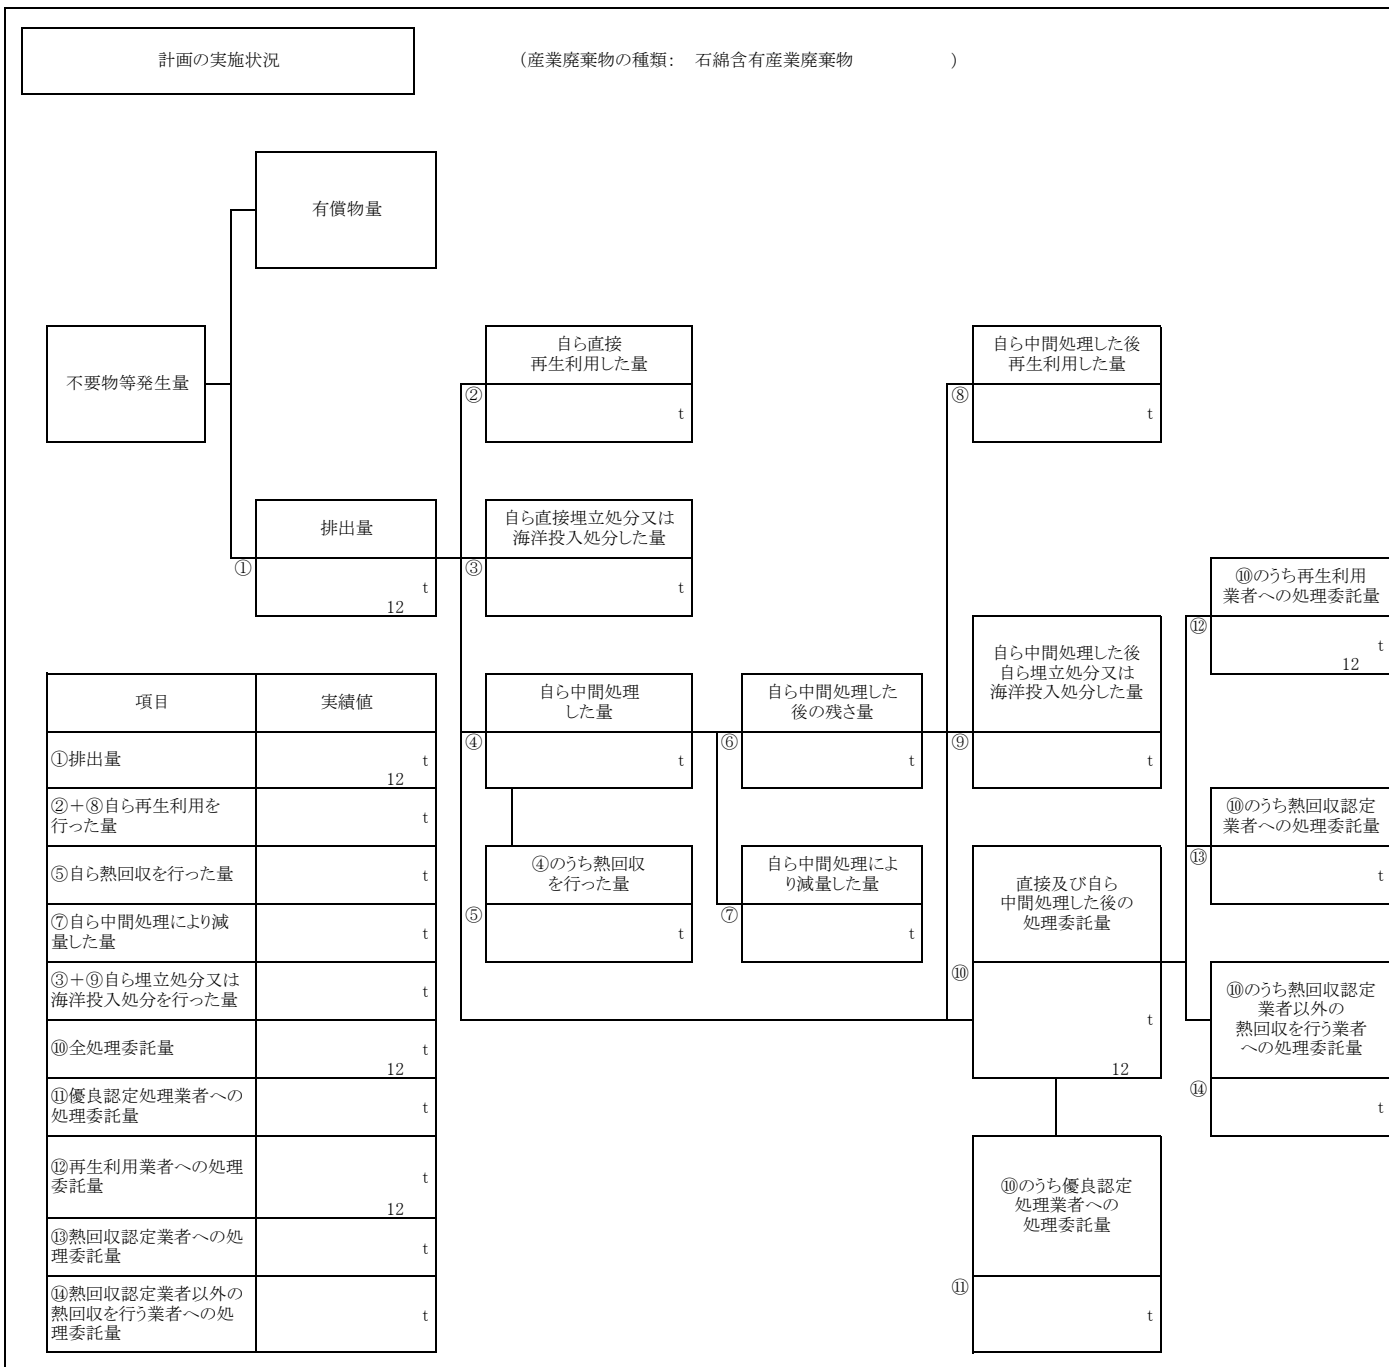 計画の実施状況
（産業廃棄物の種類：　石綿含有産業廃棄物　　　　　　）
有償物量
不要物等発生量
自ら直接
再生利用した量
②
t
自ら中間処理した後
再生利用した量
⑧
t
排出量
①
t
12
自ら直接埋立処分又は
海洋投入処分した量
③
t
⑩のうち再生利用
業者への処理委託量
⑫
t
12
自ら中間処理した後
自ら埋立処分又は
海洋投入処分した量
⑨
t
自ら中間処理
した量
④
t
自ら中間処理した
後の残さ量
⑥
t
⑩のうち熱回収認定
業者への処理委託量
⑬
t
④のうち熱回収
を行った量
⑤
t
自ら中間処理によ
り減量した量
⑦
t
直接及び自ら
中間処理した後の
処理委託量
⑩
t
12
⑩のうち熱回収認定
業者以外の
熱回収を行う業者
への処理委託量
⑭
t
⑩のうち優良認定
処理業者への
処理委託量
⑪
t
項目
実績値
①排出量
t
12
②＋⑧自ら再生利用を
行った量
t
⑤自ら熱回収を行った量
t
⑦自ら中間処理により減
量した量
t
③＋⑨自ら埋立処分又は
海洋投入処分を行った量
t
⑩全処理委託量
t
12
⑪優良認定処理業者への
処理委託量
t
⑫再生利用業者への処理
委託量
t
12
⑬熱回収認定業者への処
理委託量
t
⑭熱回収認定業者以外の
熱回収を行う業者への処
理委託量
t